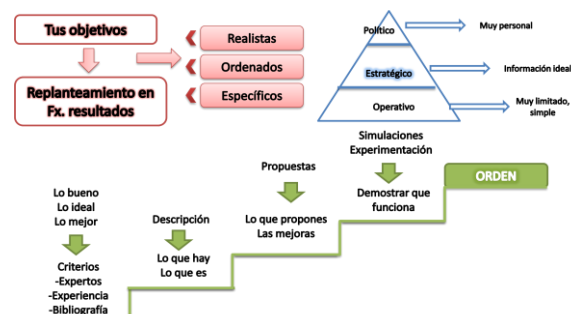 Tus objetivos
Replanteamiento en
Fx. resultados
Realistas
Ordenados
Específicos
Político
Estratégico
Operativo
Muy personal
Información ideal
Muy limitado,
simple
Lo bueno
Lo ideal
Lo mejor
Criterios
-Expertos
-Experiencia
-Bibliografía
Descripción
Lo que hay
Lo que es
Propuestas
Lo que propones
Las mejoras
Simulaciones
Experimentación
Demostrar que
funciona
ORDEN